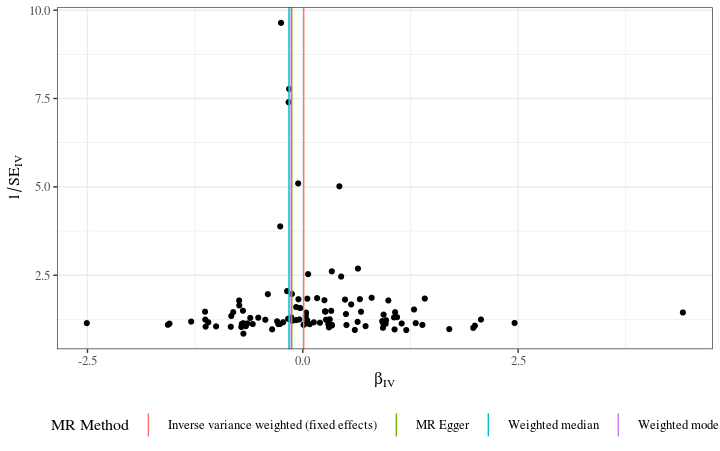 10.0
7.5
5.0
2.5
1/SE_IV
-2.5 0.0 2.5
β_IV
MR Method Inverse variance weighted (fixed effects) MR Egger Weighted median Weighted mode